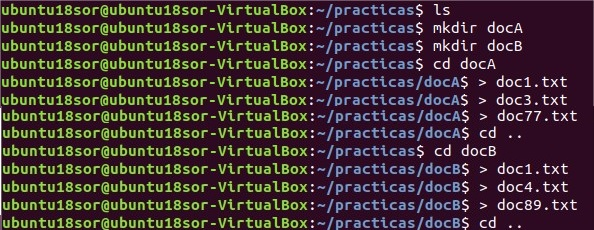 ubuntu18sor@ubuntu18sor-VirtualBox:~/practicas$ ls
ubuntu18sor@ubuntu18sor-VirtualBox:~/practicas$ mkdir docA
ubuntu18sor@ubuntu18sor-VirtualBox:~/practicas$ mkdir docB
ubuntu18sor@ubuntu18sor-VirtualBox:~/practicas$ cd docA
ubuntu18sor@ubuntu18sor-VirtualBox:~/practicas/docA$ > doc1.txt
ubuntu18sor@ubuntu18sor-VirtualBox:~/practicas/docA$ > doc3.txt
ubuntu18sor@ubuntu18sor-VirtualBox:~/practicas/docA$ > doc77.txt
ubuntu18sor@ubuntu18sor-VirtualBox:~/practicas/docA$ cd ..
ubuntu18sor@ubuntu18sor-VirtualBox:~/practicas$ cd docB
ubuntu18sor@ubuntu18sor-VirtualBox:~/practicas/docB$ > doc1.txt
ubuntu18sor@ubuntu18sor-VirtualBox:~/practicas/docB$ > doc4.txt
ubuntu18sor@ubuntu18sor-VirtualBox:~/practicas/docB$ > doc89.txt
ubuntu18sor@ubuntu18sor-VirtualBox:~/practicas/docB$ cd ..